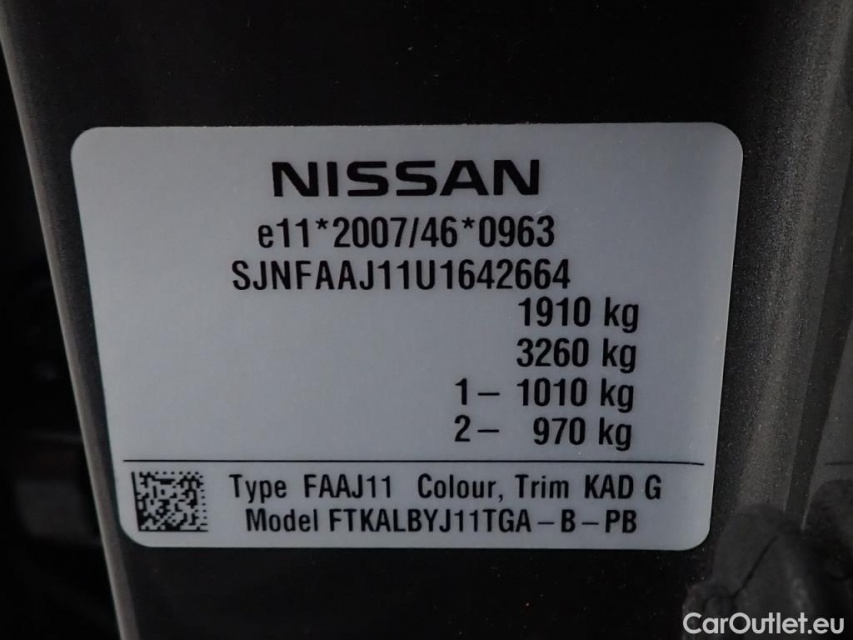 NISSAN
e11*2007/46*0963
SJNFAAJ11U1642664
1910 kg
3260 kg
1– 1010 kg
2– 970 kg
Type FAAJ11 Colour, Trim KAD G
Model FTKALBYJ11TGA–B–PB
CarOutlet.eu